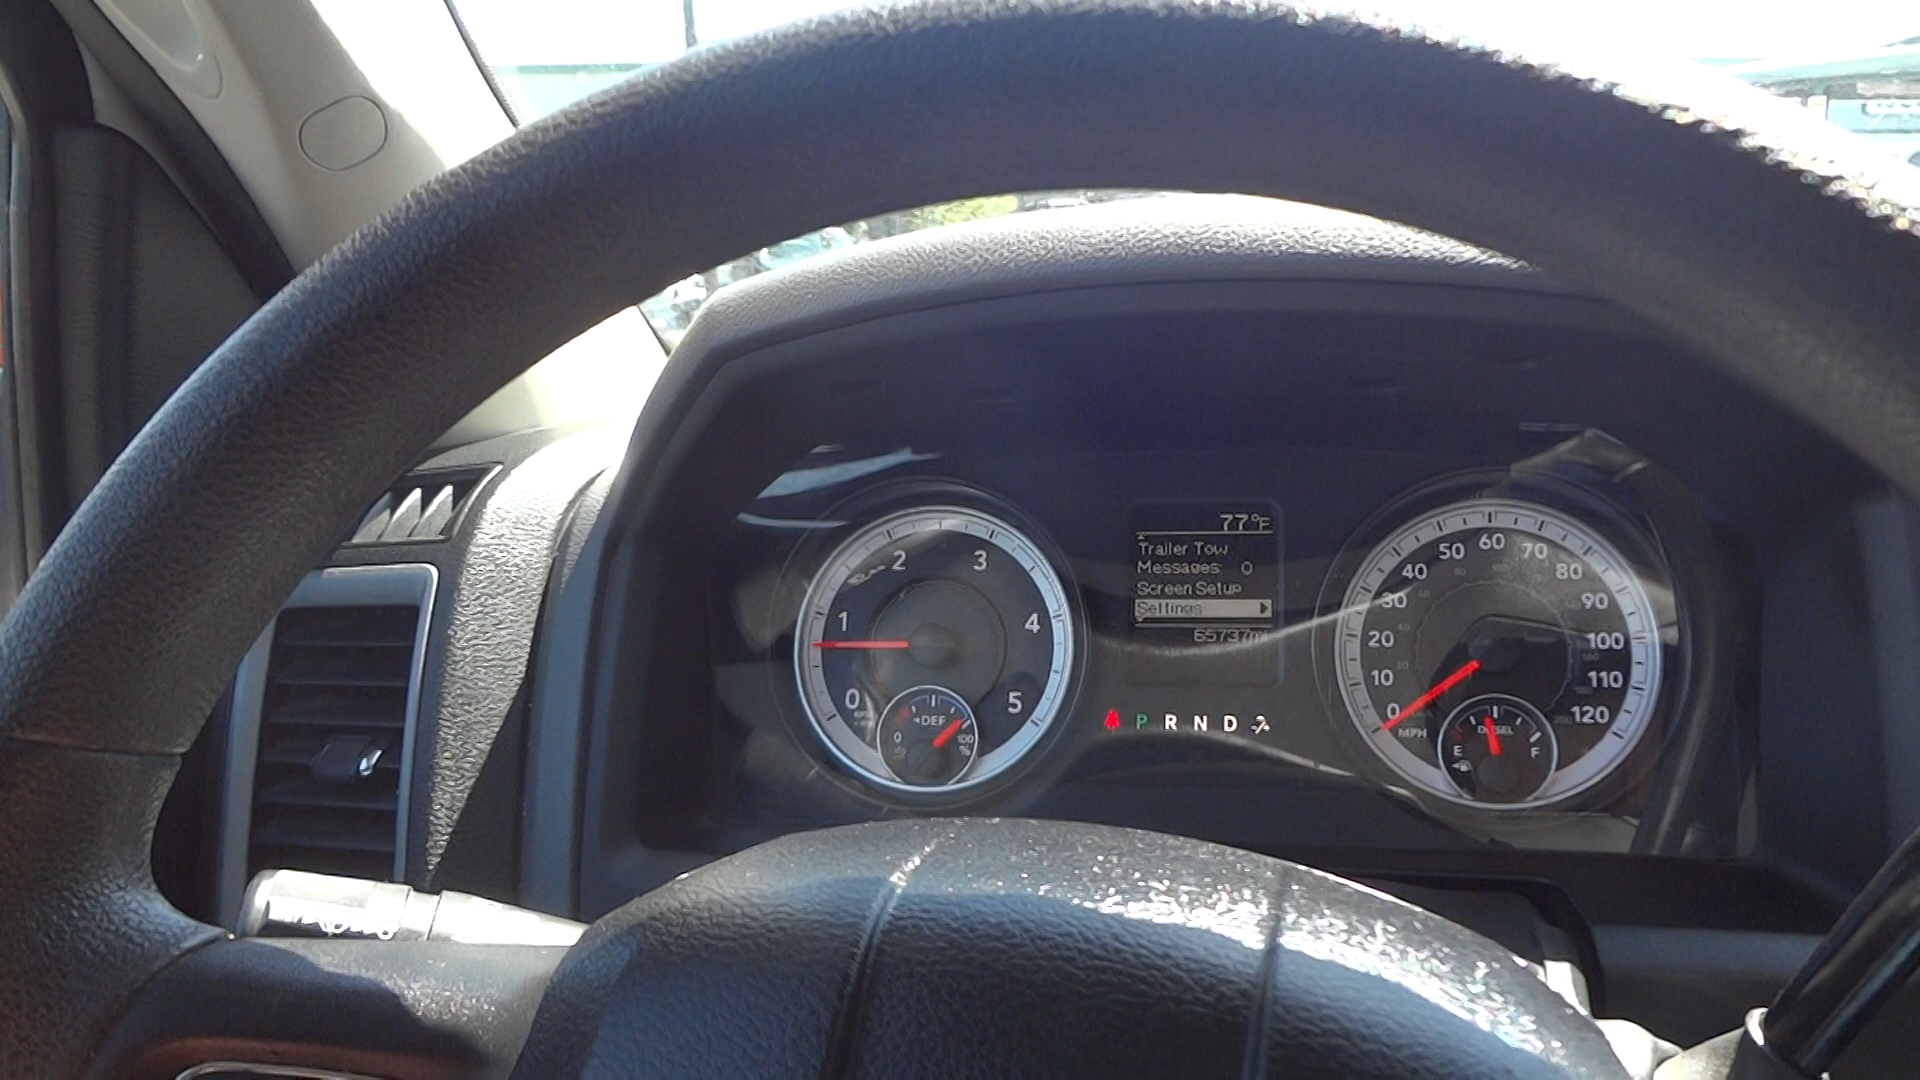 77°F
Trailer Tow
Messages: 0
Screen Setup
Settings
65737mi
0 1 2 3 4 5
DEF
0 100
%
P R N D
0 10 20 30 40 50 60 70 80 90 100 110 120
MPH
DIESEL
E F